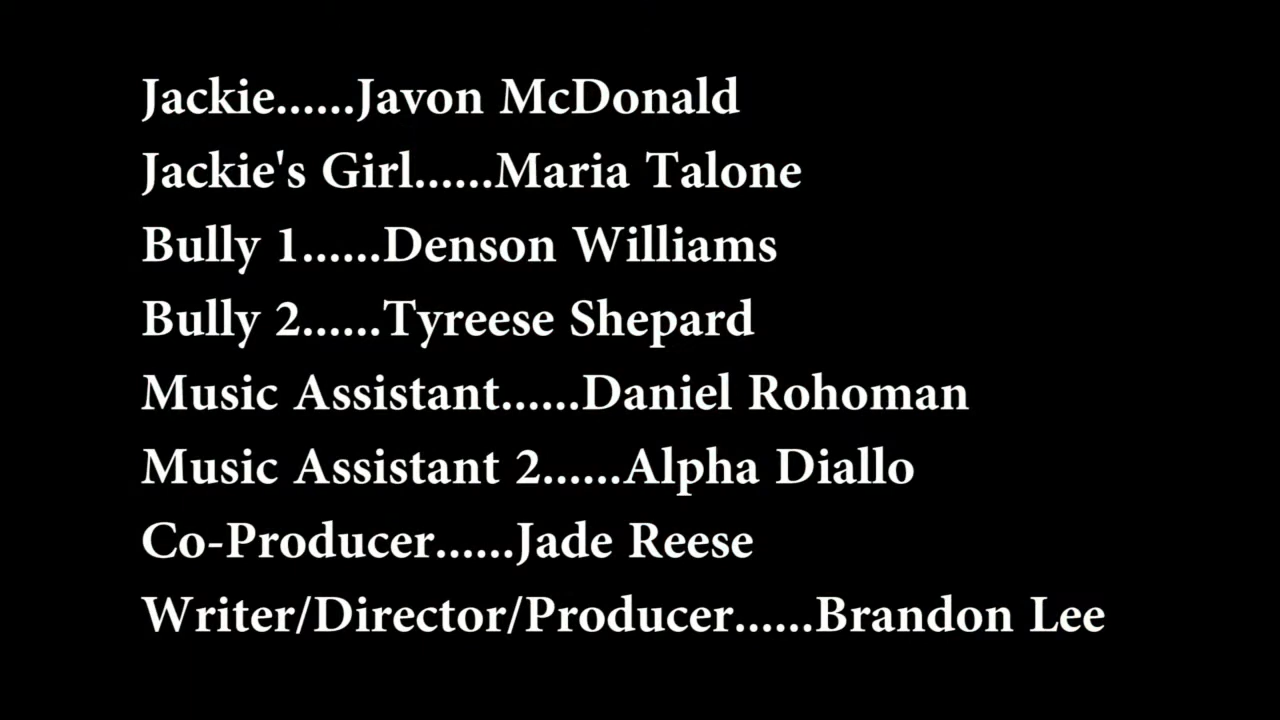 Jackie......Javon McDonald
Jackie's Girl......Maria Talone
Bully 1......Denson Williams
Bully 2......Tyreese Shepard
Music Assistant......Daniel Rohoman
Music Assistant 2......Alpha Diallo
Co-Producer......Jade Reese
Writer/Director/Producer......Brandon Lee